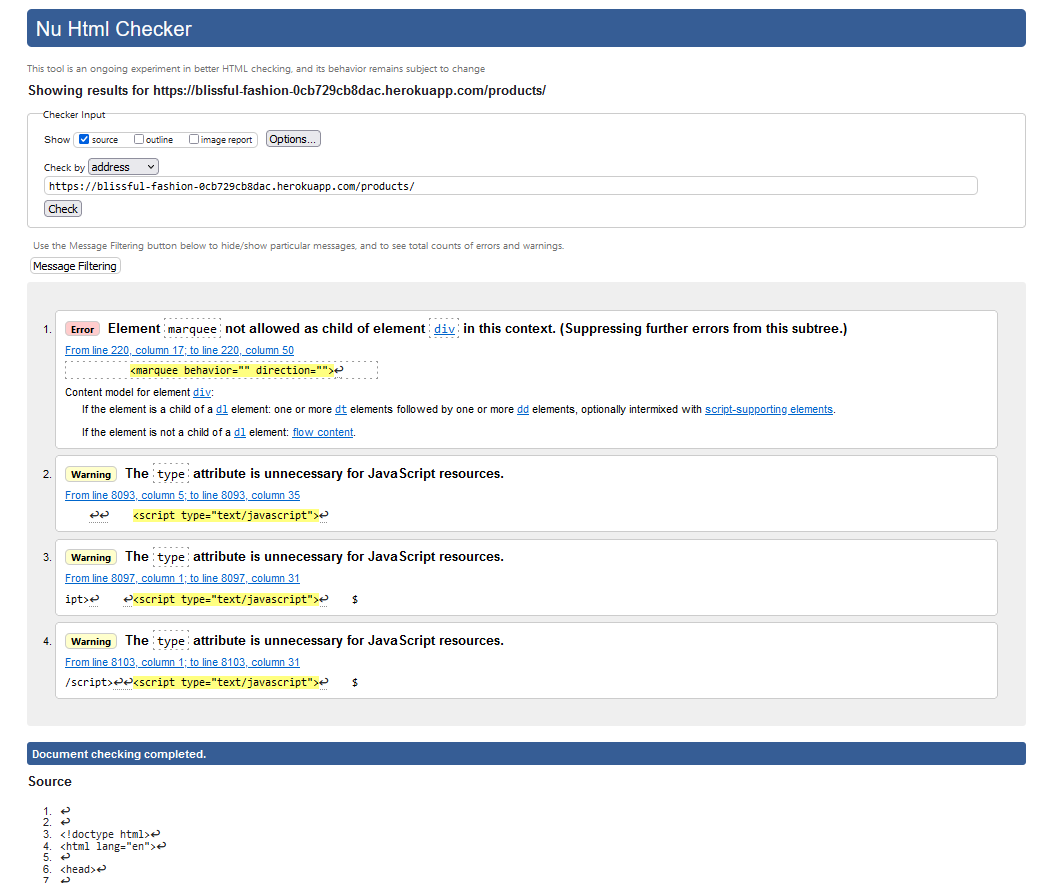 Nu Html Checker
This tool is an ongoing experiment in better HTML checking, and its behavior remains subject to change
Showing results for https://blissful-fashion-0cb729cb8dac.herokuapp.com/products/
Checker Input
Show source outline image report Options...
Check by address
https://blissful-fashion-0cb729cb8dac.herokuapp.com/products/
Check
Use the Message Filtering button below to hide/show particular messages, and to see total counts of errors and warnings.
Message Filtering
1. Error Element marquee not allowed as child of element div in this context. (Suppressing further errors from this subtree.)
From line 220, column 17; to line 220, column 50
<marquee behavior="" direction="">↩
Content model for element div:
If the element is a child of a dl element: one or more dt elements followed by one or more dd elements, optionally intermixed with script-supporting elements.
If the element is not a child of a dl element: flow content.
2. Warning The type attribute is unnecessary for JavaScript resources.
From line 8093, column 5; to line 8093, column 35
↩↩ <script type="text/javascript">↩
3. Warning The type attribute is unnecessary for JavaScript resources.
From line 8097, column 1; to line 8097, column 31
ipt>↩ ↩<script type="text/javascript">↩ $
4. Warning The type attribute is unnecessary for JavaScript resources.
From line 8103, column 1; to line 8103, column 31
/script>↩↩<script type="text/javascript">↩ $
Document checking completed.
Source
1. ↩
2. ↩
3. <!doctype html>↩
4. <html lang="en">↩
5. ↩
6. <head>↩
7. ↩